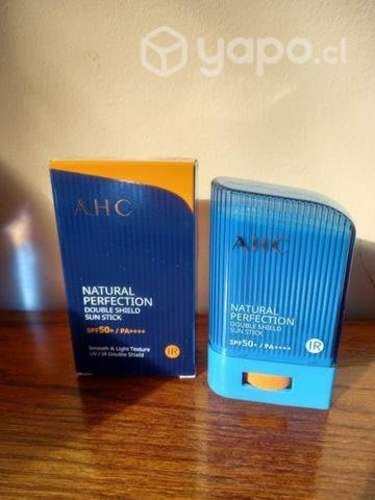 yapo.cl
AHC
NATURAL
PERFECTION
DOUBLE SHIELD
SUN STICK
SPF50+ / PA++++
Smooth & Light Texture
UV / IR Double Shield
IR
AHC
NATURAL
PERFECTION
DOUBLE SHIELD
SUN STICK
SPF50+ / PA++++
IR